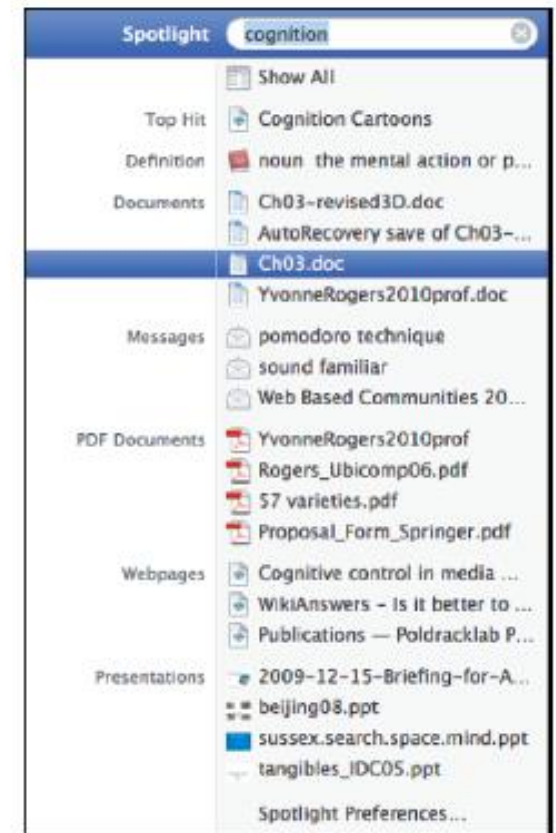 Spotlight cognition
Show All
Top Hit Cognition Cartoons
Definition noun the mental action or p...
Documents Ch03-revised3D.doc
AutoRecovery save of Ch03-...
Ch03.doc
YvonneRogers2010prof.doc
Messages pomodoro technique
sound familiar
Web Based Communities 20...
PDF Documents YvonneRogers2010prof
Rogers_Ubicomp06.pdf
57 varieties.pdf
Proposal_Form_Springer.pdf
Webpages Cognitive control in media ...
WikiAnswers - Is it better to ...
Publications — Poldracklab P...
Presentations 2009-12-15-Briefing-for-A...
beijing08.ppt
sussex.search.space.mind.ppt
tangibles_IDC05.ppt
Spotlight Preferences...